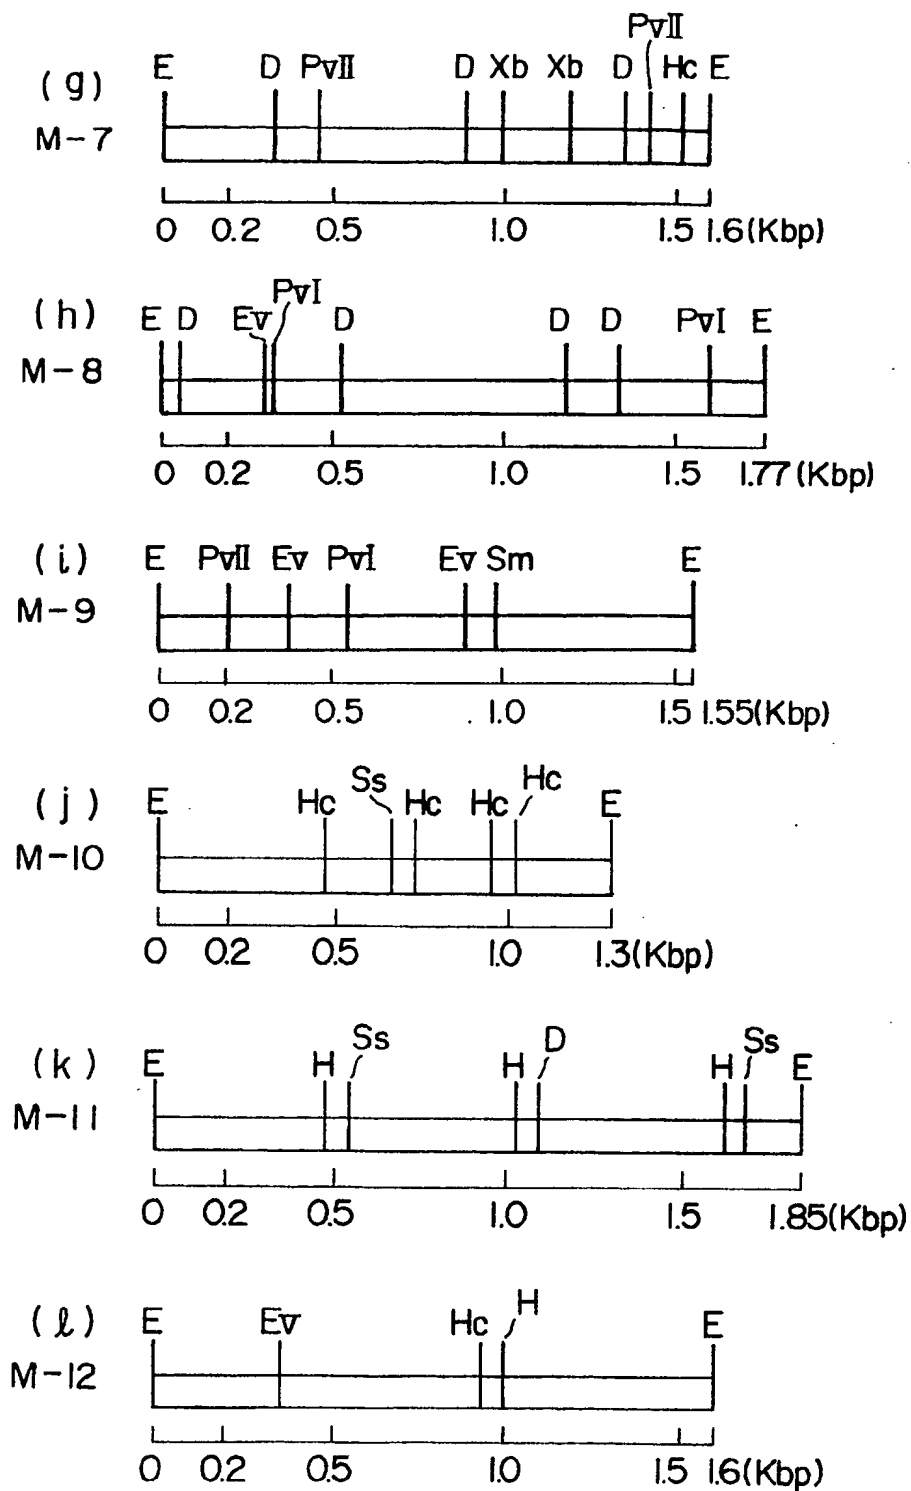 PvII
(g) E D PvII D Xb Xb D Hc E
M-7
0 0.2 0.5 1.0 1.5 1.6(Kbp)
PvI
(h) E D Ev D D D PvI E
M-8
0 0.2 0.5 1.0 1.5 1.77(Kbp)
(i) E PvII Ev PvI Ev Sm E
M-9
0 0.2 0.5 1.0 1.5 1.55(Kbp)
(j) E Hc Ss Hc Hc Hc E
M-10
0 0.2 0.5 1.0 1.3(Kbp)
(k) E H Ss H D H Ss E
M-11
0 0.2 0.5 1.0 1.5 1.85(Kbp)
(ℓ) E Ev Hc H E
M-12
0 0.2 0.5 1.0 1.5 1.6(Kbp)